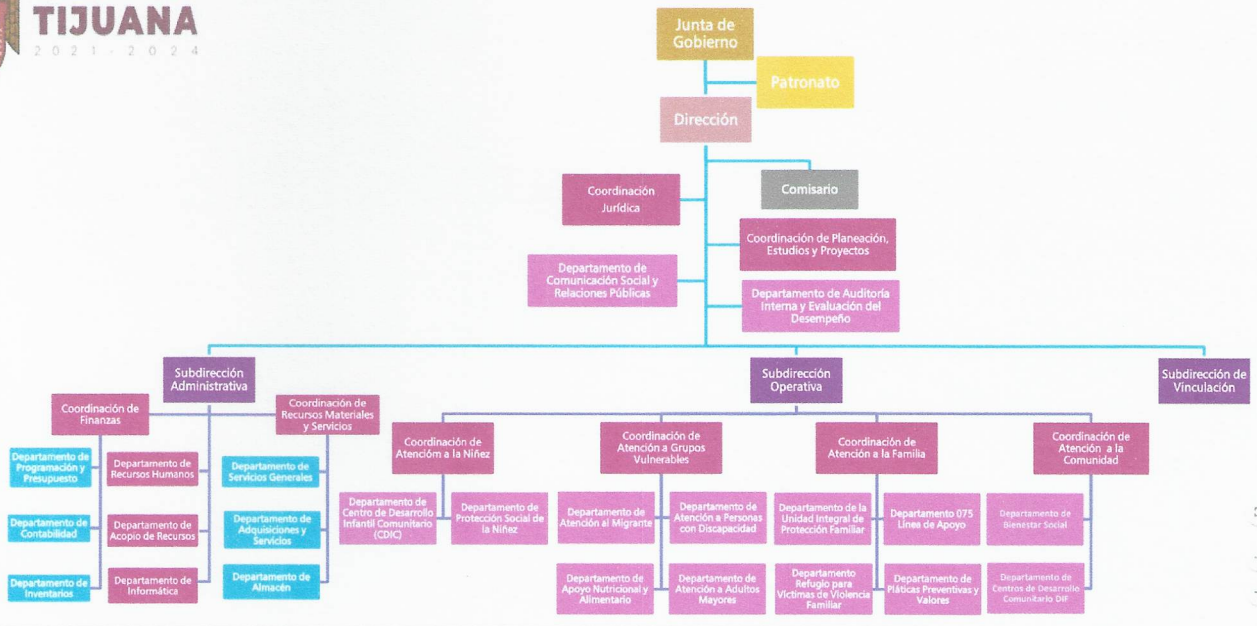 TIJUANA
2021 - 2024
Junta de
Gobierno
Patronato
Dirección
Comisario
Coordinación
Jurídica
Coordinación de Planeación,
Estudios y Proyectos
Departamento de
Comunicación Social y
Relaciones Públicas
Departamento de Auditoría
Interna y Evaluación del
Desempeño
Subdirección
Administrativa
Subdirección
Operativa
Subdirección de
Vinculación
Coordinación de
Finanzas
Coordinación de
Recursos Materiales
y Servicios
Departamento de
Programación y
Presupuesto
Departamento de
Recursos Humanos
Departamento de
Servicios Generales
Departamento de
Contabilidad
Departamento de
Acopio de Recursos
Departamento de
Adquisiciones y
Servicios
Departamento de
Inventarios
Departamento de
Informática
Departamento de
Almacén
Coordinación de
Atencióm a la Niñez
Coordinación de
Atención a Grupos
Vulnerables
Coordinación de
Atención a la Familia
Coordinación de
Atención a la
Comunidad
Departamento de
Centro de Desarrollo
Infantil Comunitario
(CDIC)
Departamento de
Protección Social de
la Niñez
Departamento de
Atención al Migrante
Departamento de
Atención a Personas
con Discapacidad
Departamento de la
Unidad Integral de
Protección Familiar
Departamento 075
Linea de Apoyo
Departamento de
Bienestar Social
Departamento de
Apoyo Nutricional y
Alimentario
Departamento de
Atención a Adultos
Mayores
Departamento
Refugio para
Víctimas de Violencia
Familiar
Departamento de
Pláticas Preventivas y
Valores
Departamento de
Centros de Desarrollo
Comunitario DIF